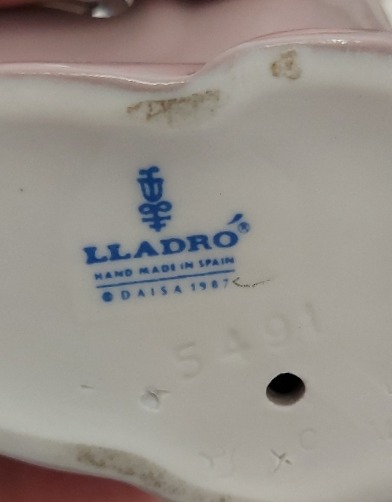 LLADRÓ®
HAND MADE IN SPAIN
© DAISA 1987
5491